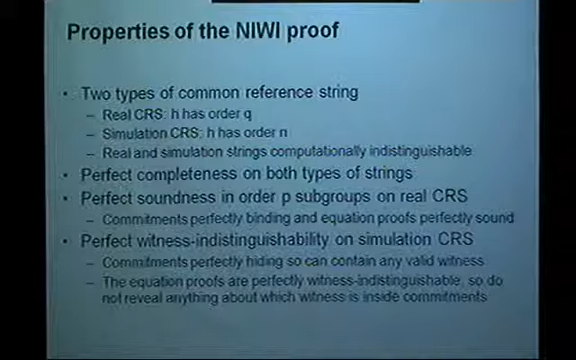 Properties of the NIWI proof
• Two types of common reference string
– Real CRS: h has order q
– Simulation CRS: h has order n
– Real and simulation strings computationally indistinguishable
• Perfect completeness on both types of strings
• Perfect soundness in order p subgroups on real CRS
– Commitments perfectly binding and equation proofs perfectly sound
• Perfect witness-indistinguishability on simulation CRS
– Commitments perfectly hiding so can contain any valid witness
– The equation proofs are perfectly witness-indistinguishable, so do
not reveal anything about which witness is inside commitments